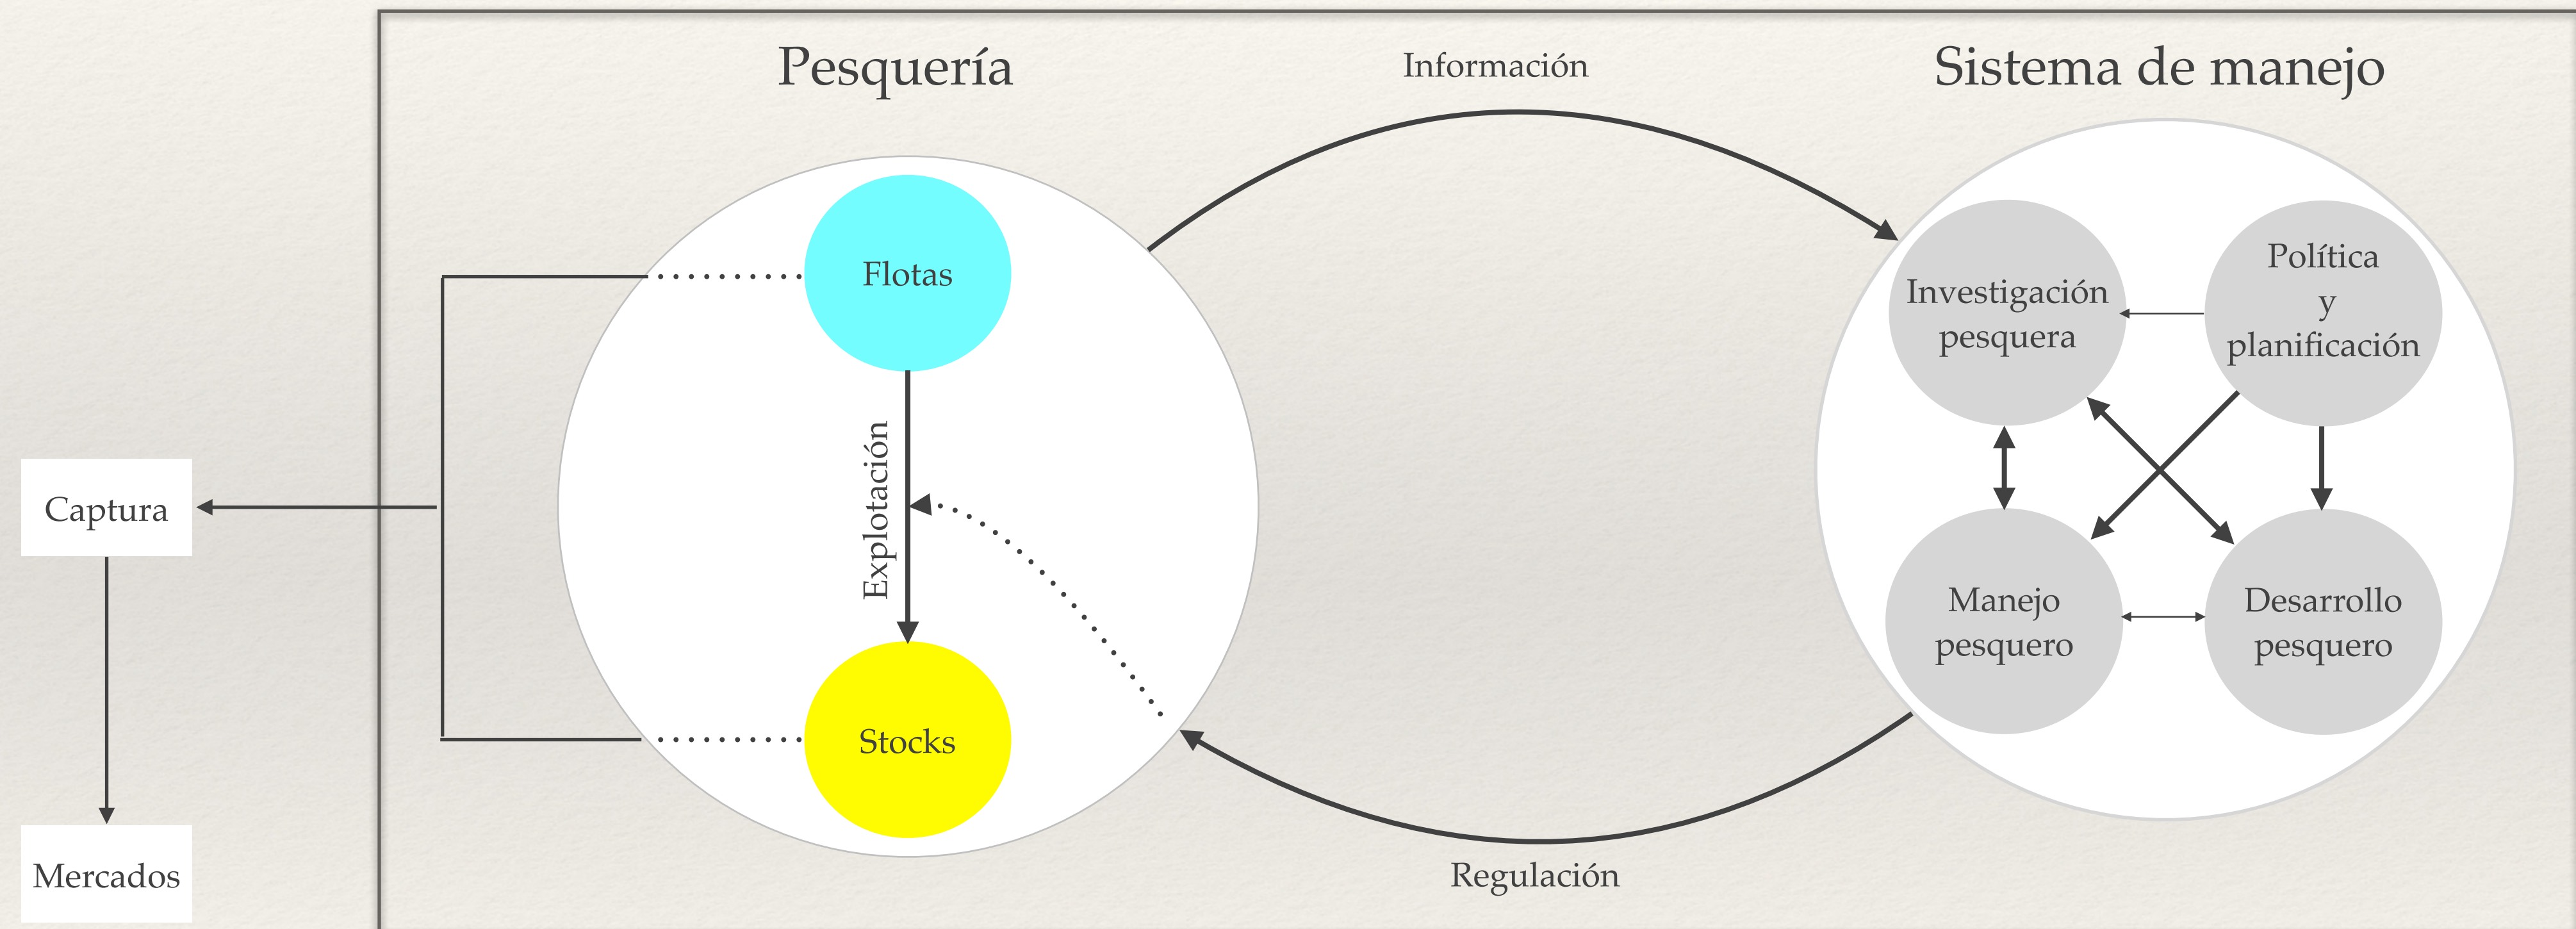 Pesquería
Información
Sistema de manejo
Flotas
Explotación
Stocks
Captura
Mercados
Investigación
pesquera
Política
y
planificación
Manejo
pesquero
Desarrollo
pesquero
Regulación